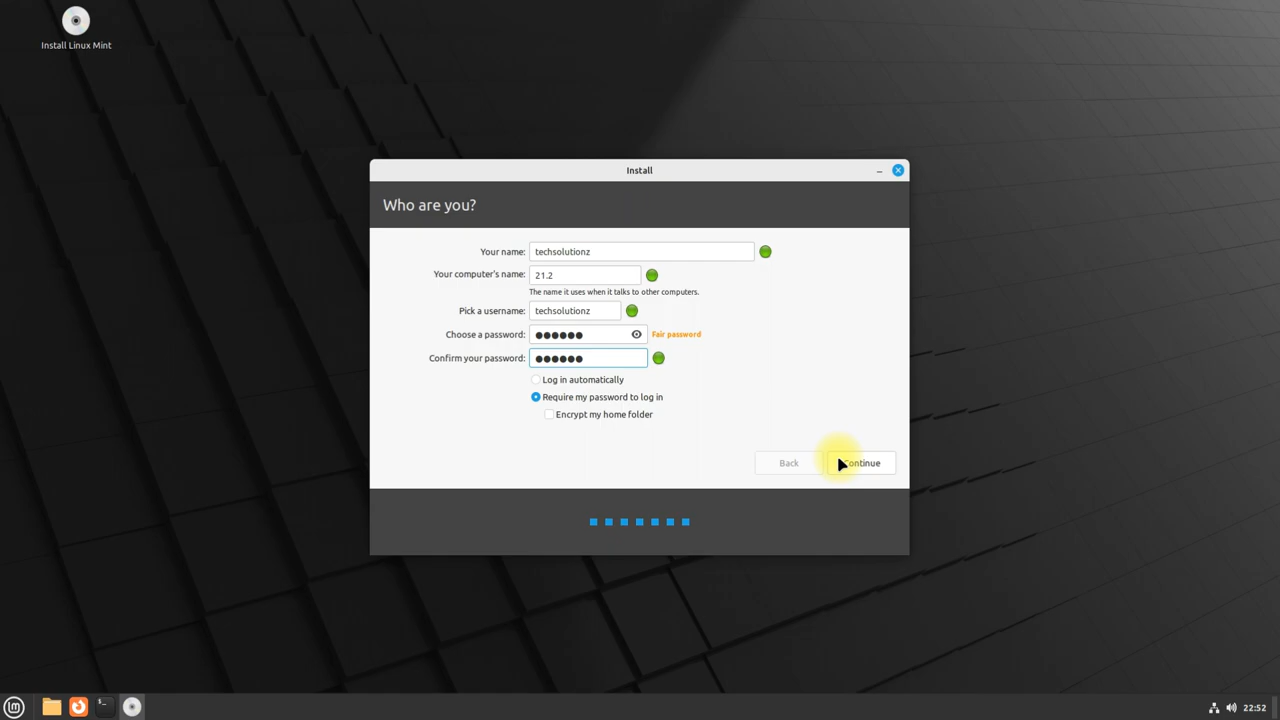 Install Linux Mint
Install
Who are you?
Your name: techsolutionz
Your computer's name: 21.2
The name it uses when it talks to other computers.
Pick a username: techsolutionz
Choose a password: ●●●●●● Fair password
Confirm your password: ●●●●●●
Log in automatically
Require my password to log in
Encrypt my home folder
Back Continue
22:52